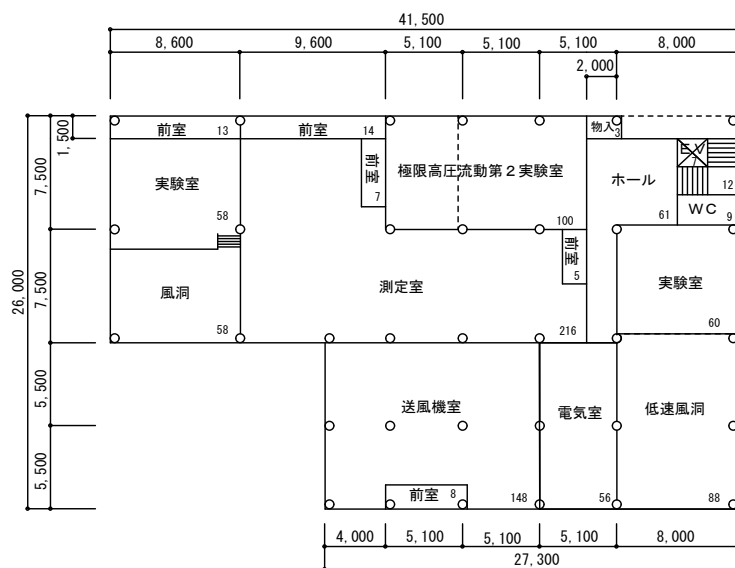 41,500
8,600 9,600 5,100 5,100 5,100 8,000
2,000
1,500
7,500
7,500
5,500
5,500
26,000
前室 13
前室 14
前室
7
極限高圧流動第2実験室
100
物入 3
ホール
61
EV
7
12
WC
9
実験室
58
風洞
58
測定室
216
前室
5
実験室
60
送風機室
148
前室 8
電気室
56
低速風洞
88
4,000 5,100 5,100 5,100 8,000
27,300